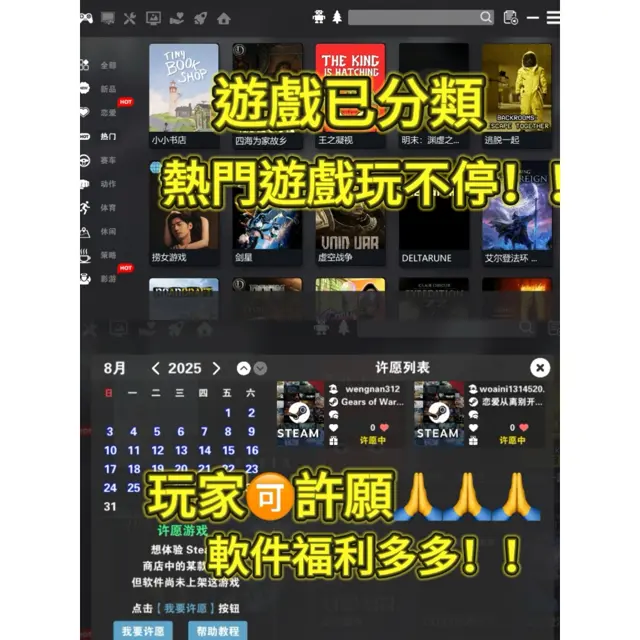 全部
新品
恋爱
HOT
热门
赛车
动作
体育
休闲
策略
HOT
影游
TINY BOOK SHOP
THE KING IS WATCHING
BACKROOMS
ESCAPE TOGETHER
遊戲已分類
小小书店
四海为家故乡
王之凝视
明末：渊虚之...
逃脱一起
熱門遊戲玩不停！！
REIGN
VOID WAR
捞女游戏
剑星
虚空战争
DELTARUNE
艾尔登法环 ...
8月
2025
许愿列表
日 一 二 三 四 五 六
1 2
3 4 5 6 7 8 9
10 11 12 13 14 15 16
17 18 19 20 21 22 23
24 25
31
wengnan312
Gears of War...
0
许愿中
STEAM
woaini1314520.
恋爱从离别开...
0
许愿中
STEAM
玩家可許願🙏🙏🙏
许愿游戏
軟件福利多多！！
想体验 Stea
商店中的某款
但软件尚未上架这游戏
点击【我要许愿】按钮
我要许愿
帮助教程